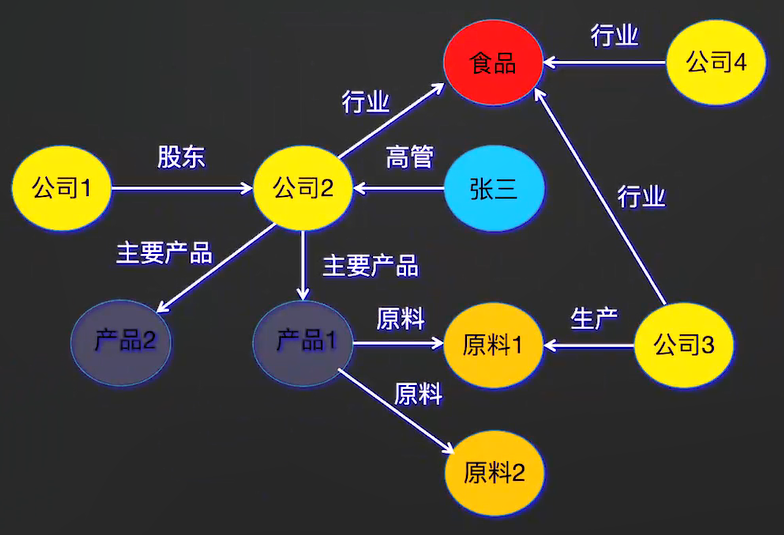 行业
食品
公司4
行业
股东
高管
公司1
公司2
张三
行业
主要产品
主要产品
原料
生产
产品2
产品1
原料1
公司3
原料
原料2